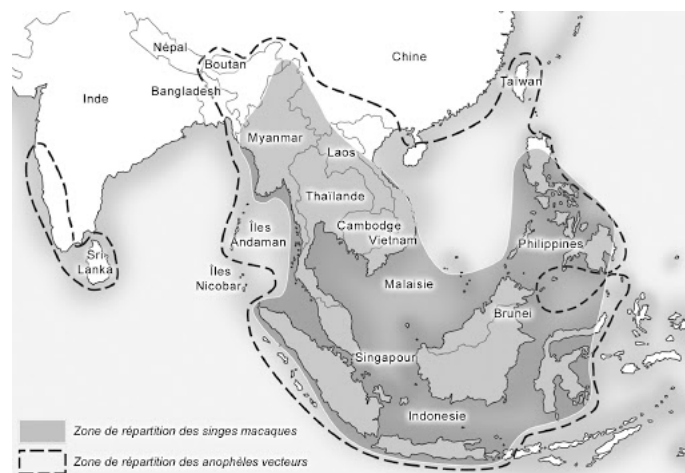 Népal
Boutan
Chine
Taïwan
Inde
Bangladesh
Myanmar
Laos
Thaïlande
Îles
Andaman
Cambodge
Vietnam
Philippines
Sri
Lanka
Îles
Nicobar
Malaisie
Brunei
Singapour
Indonesie
Zone de répartition des singes macaques
Zone de répartition des anophèles vecteurs